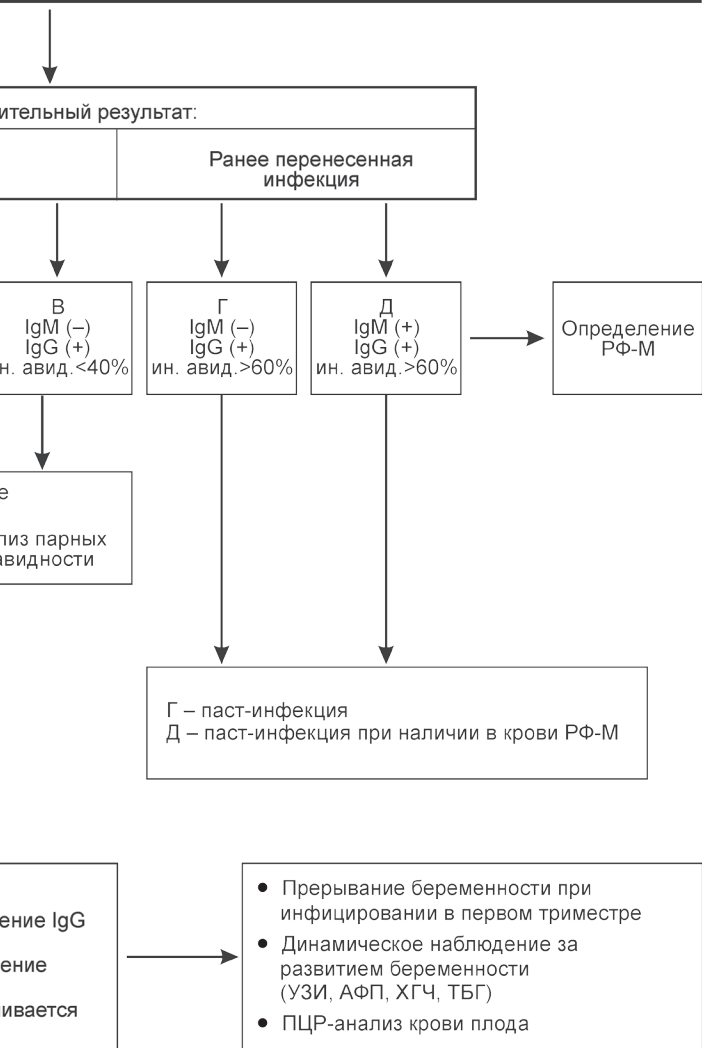 ительный результат:
Ранее перенесенная
инфекция
В
IgM (–)
IgG (+)
ин. авид.<40%
Г
IgM (–)
IgG (+)
ин. авид.>60%
Д
IgM (+)
IgG (+)
ин. авид.>60%
Определение
РФ-М
е
лиз парных
авидности
Г – паст-инфекция
Д – паст-инфекция при наличии в крови РФ-М
ение IgG
ение
ивается
● Прерывание беременности при
инфицировании в первом триместре
● Динамическое наблюдение за
развитием беременности
(УЗИ, АФП, ХГЧ, ТБГ)
● ПЦР-анализ крови плода